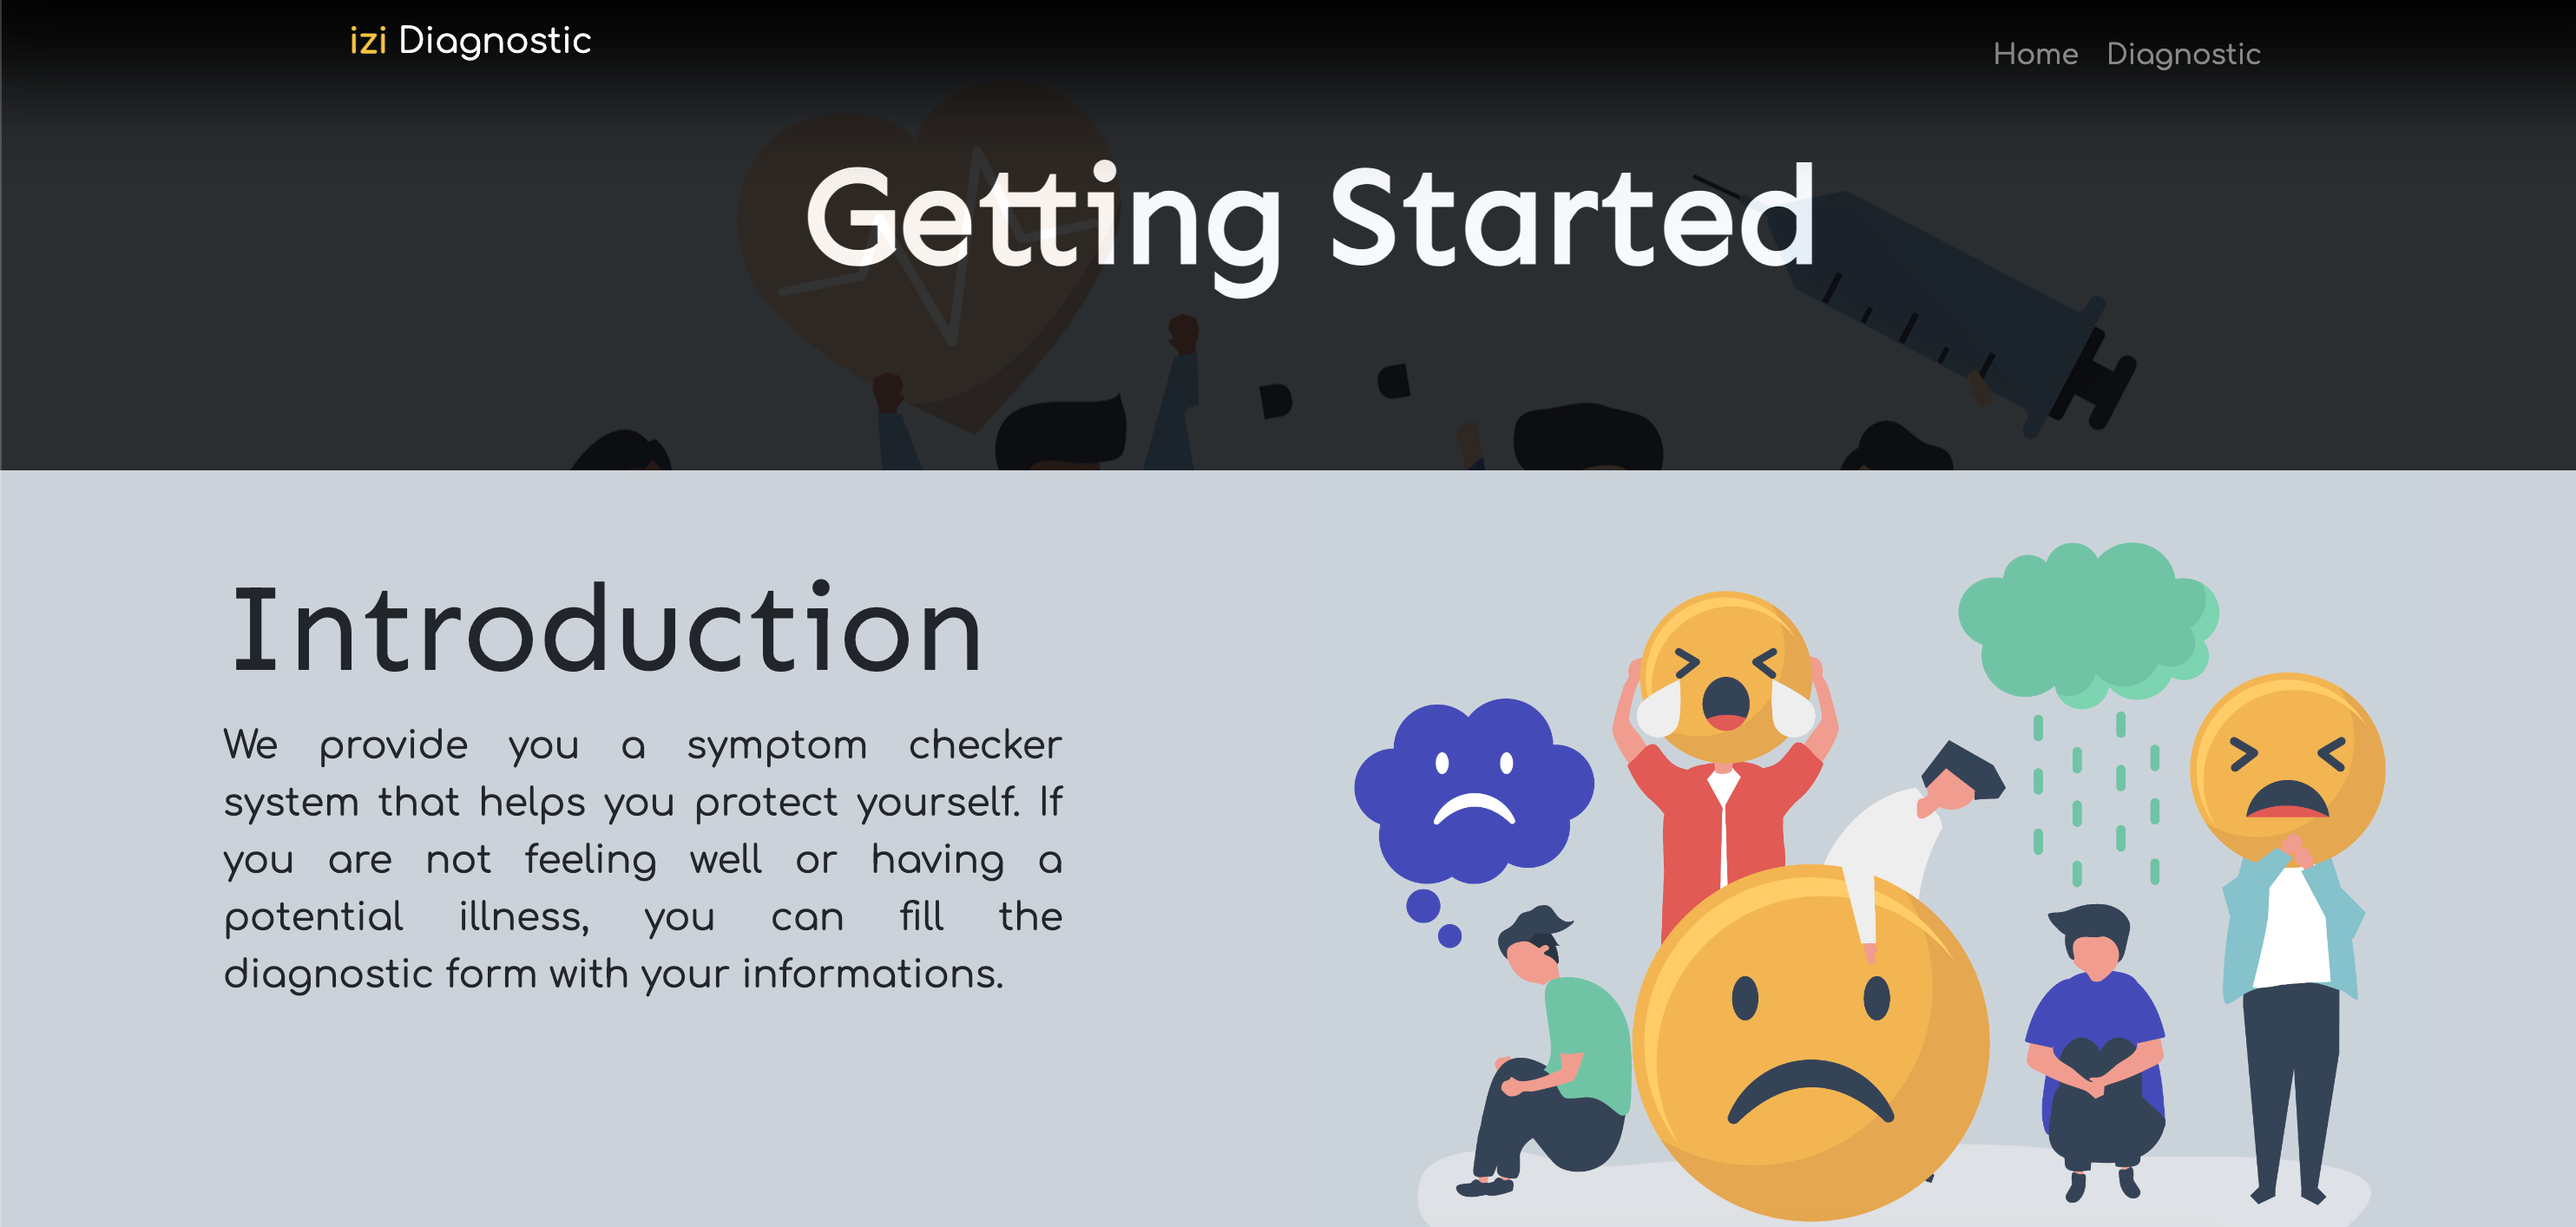 izi Diagnostic
Home Diagnostic
Getting Started
Introduction
We provide you a symptom checker
system that helps you protect yourself. If
you are not feeling well or having a
potential illness, you can fill the
diagnostic form with your informations.